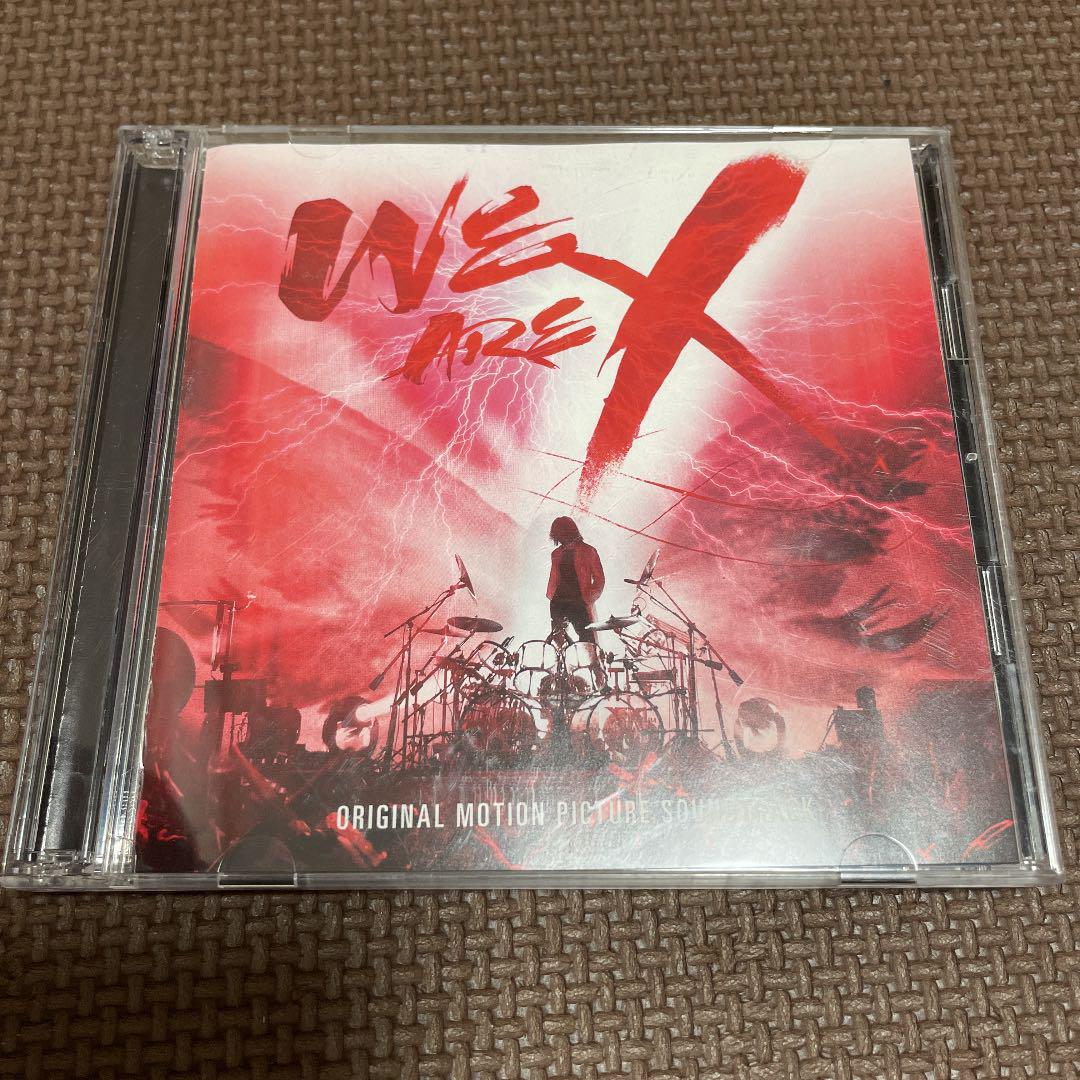 WE
ARE X
ORIGINAL MOTION PICTURE SOUNDTRACK